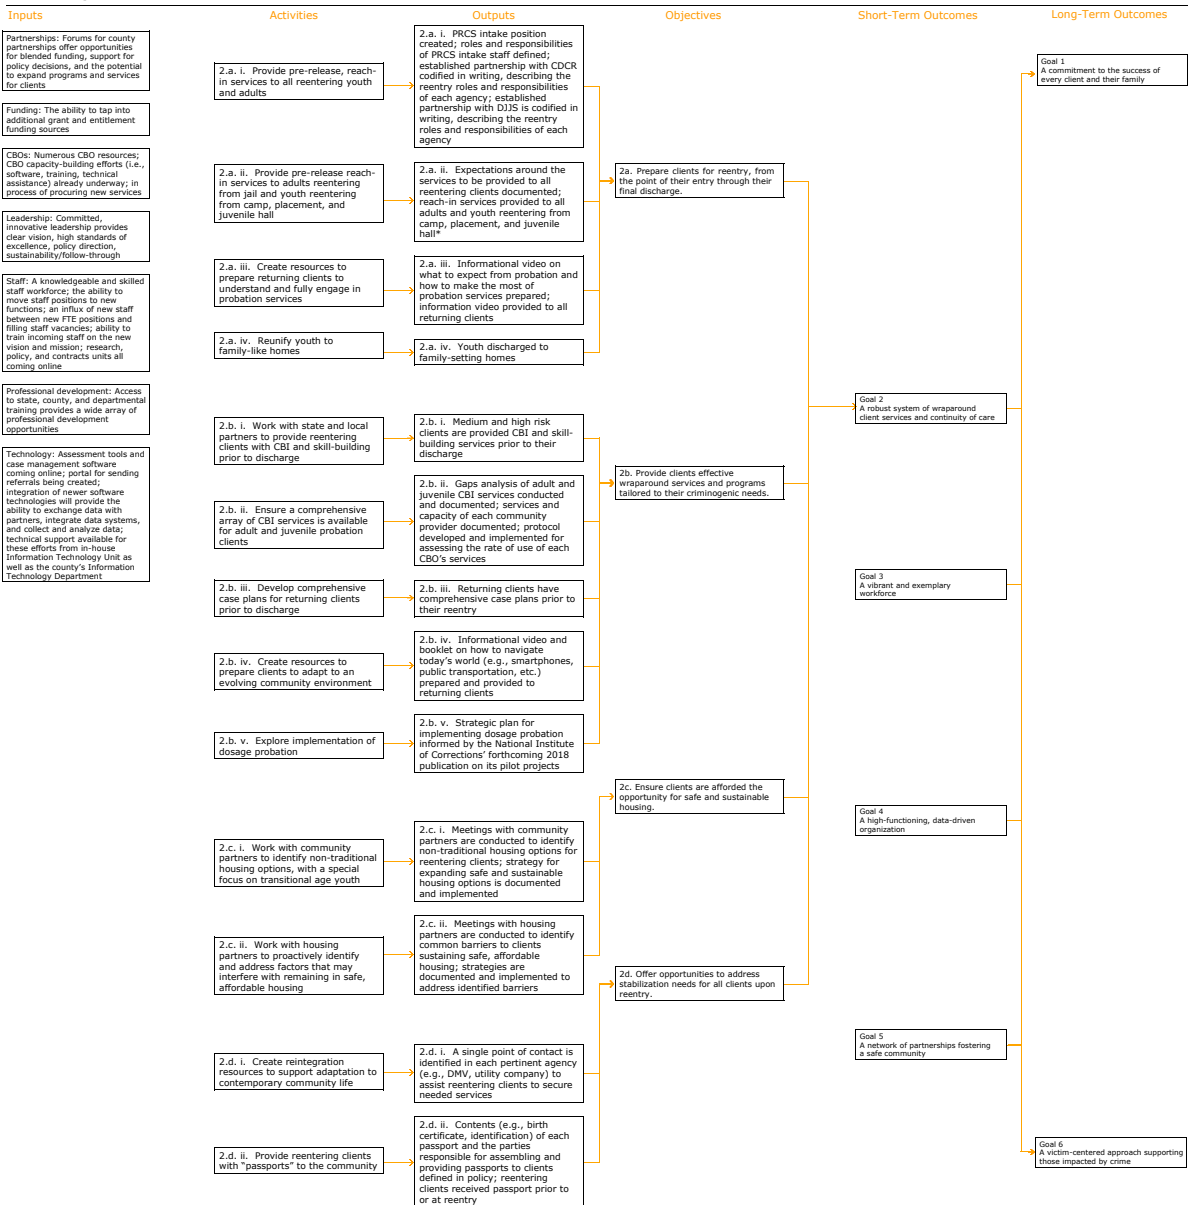 Inputs
Activities
Outputs
Objectives
Short-Term Outcomes
Long-Term Outcomes
Partnerships: Forums for county
partnerships offer opportunities
for blended funding, support for
policy decisions, and the potential
to expand programs and services
for clients
Funding: The ability to tap into
additional grant and entitlement
funding sources
CBOs: Numerous CBO resources;
CBO capacity-building efforts (i.e.,
software, training, technical
assistance) already underway; in
process of procuring new services
Leadership: Committed,
innovative leadership provides
clear vision, high standards of
excellence, policy direction,
sustainability/follow-through
Staff: A knowledgeable and skilled
staff workforce; the ability to
move staff positions to new
functions; an influx of new staff
between new FTE positions and
filling staff vacancies; ability to
train incoming staff on the new
vision and mission; research,
policy, and contracts units all
coming online
Professional development: Access
to state, county, and departmental
training provides a wide array of
professional development
opportunities
Technology: Assessment tools and
case management software
coming online; portal for sending
referrals being created;
integration of newer software
technologies will provide the
ability to exchange data with
partners, integrate data systems,
and collect and analyze data;
technical support available for
these efforts from in-house
Information Technology Unit as
well as the county's Information
Technology Department
2.a. i. Provide pre-release, reach-
in services to all reentering youth
and adults
2.a. ii. Provide pre-release reach-
in services to adults reentering
from jail and youth reentering
from camp, placement, and
juvenile hall
2.a. iii. Create resources to
prepare returning clients to
understand and fully engage in
probation services
2.a. iv. Reunify youth to
family-like homes
2.b. i. Work with state and local
partners to provide reentering
clients with CBI and skill-building
prior to discharge
2.b. ii. Ensure a comprehensive
array of CBI services is available
for adult and juvenile probation
clients
2.b. iii. Develop comprehensive
case plans for returning clients
prior to discharge
2.b. iv. Create resources to
prepare clients to adapt to an
evolving community environment
2.b. v. Explore implementation of
dosage probation
2.c. i. Work with community
partners to identify non-traditional
housing options, with a special
focus on transitional age youth
2.c. ii. Work with housing
partners to proactively identify
and address factors that may
interfere with remaining in safe,
affordable housing
2.d. i. Create reintegration
resources to support adaptation to
contemporary community life
2.d. ii. Provide reentering clients
with "passports" to the community
2.a. i. PRCS intake position
created; roles and responsibilities
of PRCS intake staff defined;
established partnership with CDCR
codified in writing, describing the
reentry roles and responsibilities
of each agency; established
partnership with DJJS is codified in
writing, describing the reentry
roles and responsibilities of each
agency
2.a. ii. Expectations around the
services to be provided to all
reentering clients documented;
reach-in services provided to all
adults and youth reentering from
camp, placement, and juvenile
hall*
2.a. iii. Informational video on
what to expect from probation and
how to make the most of
probation services prepared;
information video provided to all
returning clients
2.a. iv. Youth discharged to
family-setting homes
2.b. i. Medium and high risk
clients are provided CBI and skill-
building services prior to their
discharge
2.b. ii. Gaps analysis of adult and
juvenile CBI services conducted
and documented; services and
capacity of each community
provider documented; protocol
developed and implemented for
assessing the rate of use of each
CBO's services
2.b. iii. Returning clients have
comprehensive case plans prior to
their reentry
2.b. iv. Informational video and
booklet on how to navigate
today's world (e.g., smartphones,
public transportation, etc.)
prepared and provided to
returning clients
2.b. v. Strategic plan for
implementing dosage probation
informed by the National Institute
of Corrections' forthcoming 2018
publication on its pilot projects
2.c. i. Meetings with community
partners are conducted to identify
non-traditional housing options for
reentering clients; strategy for
expanding safe and sustainable
housing options is documented
and implemented
2.c. ii. Meetings with housing
partners are conducted to identify
common barriers to clients
sustaining safe, affordable
housing; strategies are
documented and implemented to
address identified barriers
2.d. i. A single point of contact is
identified in each pertinent agency
(e.g., DMV, utility company) to
assist reentering clients to secure
needed services
2.d. ii. Contents (e.g., birth
certificate, identification) of each
passport and the parties
responsible for assembling and
providing passports to clients
defined in policy; reentering
clients received passport prior to
or at reentry
2a. Prepare clients for reentry, from
the point of their entry through their
final discharge.
2b. Provide clients effective
wraparound services and programs
tailored to their criminogenic needs.
2c. Ensure clients are afforded the
opportunity for safe and sustainable
housing.
2d. Offer opportunities to address
stabilization needs for all clients upon
reentry.
Goal 2
A robust system of wraparound
client services and continuity of care
Goal 3
A vibrant and exemplary
workforce
Goal 4
A high-functioning, data-driven
organization
Goal 5
A network of partnerships fostering
a safe community
Goal 1
A commitment to the success of
every client and their family
Goal 6
A victim-centered approach supporting
those impacted by crime